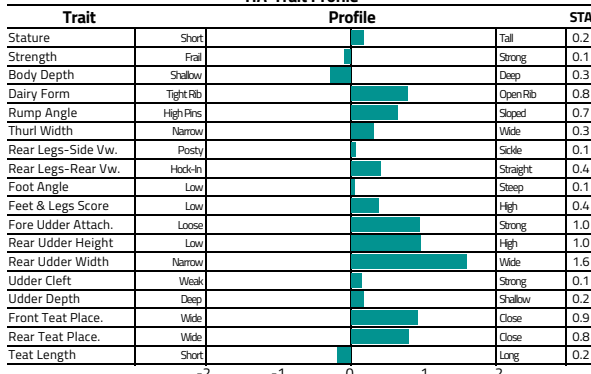 Trait Profile STA
Stature Short Tall 0.2
Strength Frail Strong 0.1
Body Depth Shallow Deep 0.3
Dairy Form Tight Rib Open Rib 0.8
Rump Angle High Pins Sloped 0.7
Thurl Width Narrow Wide 0.3
Rear Legs-Side Vw. Posty Sickle 0.1
Rear Legs-Rear Vw. Hock-In Straight 0.4
Foot Angle Low Steep 0.1
Feet & Legs Score Low High 0.4
Fore Udder Attach. Loose Strong 1.0
Rear Udder Height Low High 1.0
Rear Udder Width Narrow Wide 1.6
Udder Cleft Weak Strong 0.1
Udder Depth Deep Shallow 0.2
Front Teat Place. Wide Close 0.9
Rear Teat Place. Wide Close 0.8
Teat Length Short Long 0.2
-2 -1 0 1 2